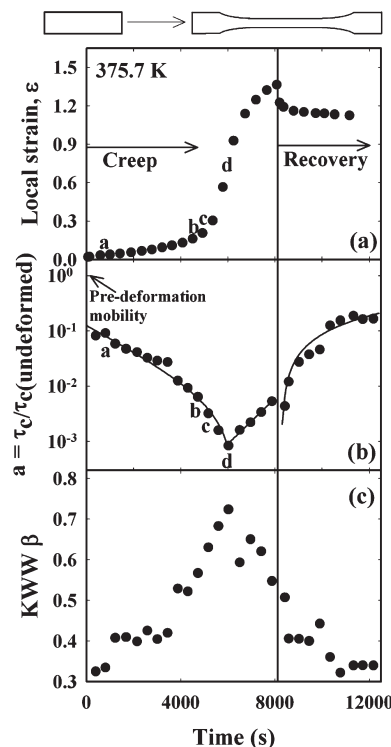 375.7 K
1.5
1.2
0.9
0.6
0.3
0.0
Local strain, ε
Creep
Recovery
a
b
c
d
(a)
10⁰
10⁻¹
10⁻²
10⁻³
a = τc/τc(undeformed)
Pre-deformation
mobility
a
b
c
d
(b)
0.8
0.7
0.6
0.5
0.4
0.3
KWW β
(c)
0 4000 8000 12000
Time (s)